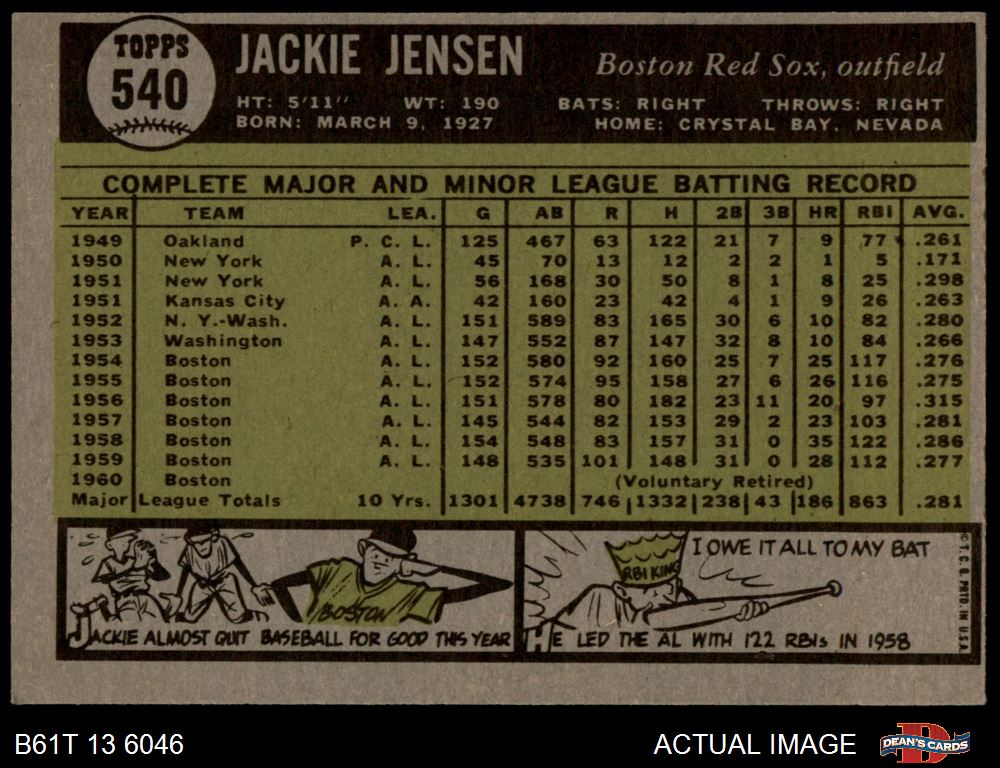 TOPPS
540
JACKIE JENSEN
Boston Red Sox, outfield
HT: 5'11" WT: 190 BATS: RIGHT THROWS: RIGHT
BORN: MARCH 9, 1927 HOME: CRYSTAL BAY, NEVADA
COMPLETE MAJOR AND MINOR LEAGUE BATTING RECORD
YEAR TEAM LEA. G AB R H 2B 3B HR RBI AVG.
1949 Oakland P. C. L. 125 467 63 122 21 7 9 77 .261
1950 New York A. L. 45 70 13 12 2 2 1 5 .171
1951 New York A. L. 56 168 30 50 8 1 8 25 .298
1951 Kansas City A. A. 42 160 23 42 4 1 9 26 .263
1952 N. Y.-Wash. A. L. 151 589 83 165 30 6 10 82 .280
1953 Washington A. L. 147 552 87 147 32 8 10 84 .266
1954 Boston A. L. 152 580 92 160 25 7 25 117 .276
1955 Boston A. L. 152 574 95 158 27 6 26 116 .275
1956 Boston A. L. 151 578 80 182 23 11 20 97 .315
1957 Boston A. L. 145 544 82 153 29 2 23 103 .281
1958 Boston A. L. 154 548 83 157 31 0 35 122 .286
1959 Boston A. L. 148 535 101 148 31 0 28 112 .277
1960 Boston (Voluntary Retired)
Major League Totals 10 Yrs. 1301 4738 746 1332 238 43 186 863 .281
BOSTON
JACKIE ALMOST QUIT BASEBALL FOR GOOD THIS YEAR
I OWE IT ALL TO MY BAT
RBI KING
HE LED THE AL WITH 122 RBIs IN 1958
© T. C. G. PRTD. IN U.S.A.
B61T 13 6046
ACTUAL IMAGE
D
DEAN'S CARDS